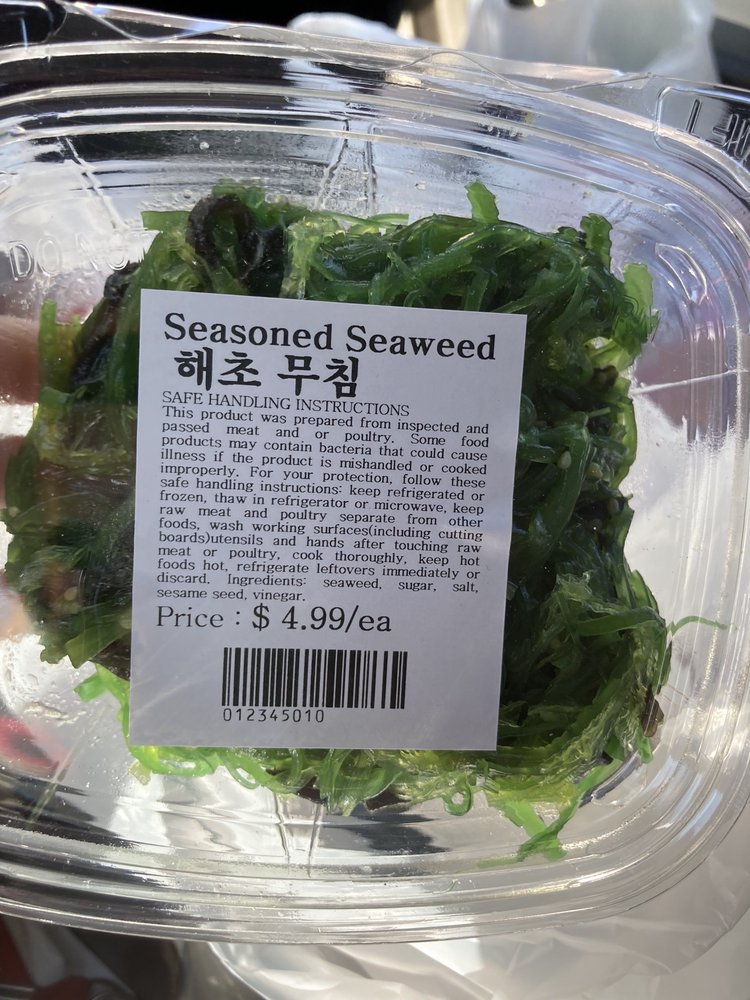 DO NOT
Seasoned Seaweed
해초 무침
SAFE HANDLING INSTRUCTIONS
This product was prepared from inspected and
passed meat and or poultry. Some food
products may contain bacteria that could cause
illness if the product is mishandled or cooked
improperly. For your protection, follow these
safe handling instructions: keep refrigerated or
frozen, thaw in refrigerator or microwave, keep
raw meat and poultry separate from other
foods, wash working surfaces(including cutting
boards)utensils and hands after touching raw
meat or poultry, cook thoroughly, keep hot
foods hot, refrigerate leftovers immediately or
discard. Ingredients: seaweed, sugar, salt,
sesame seed, vinegar.
Price : $ 4.99/ea
012345010